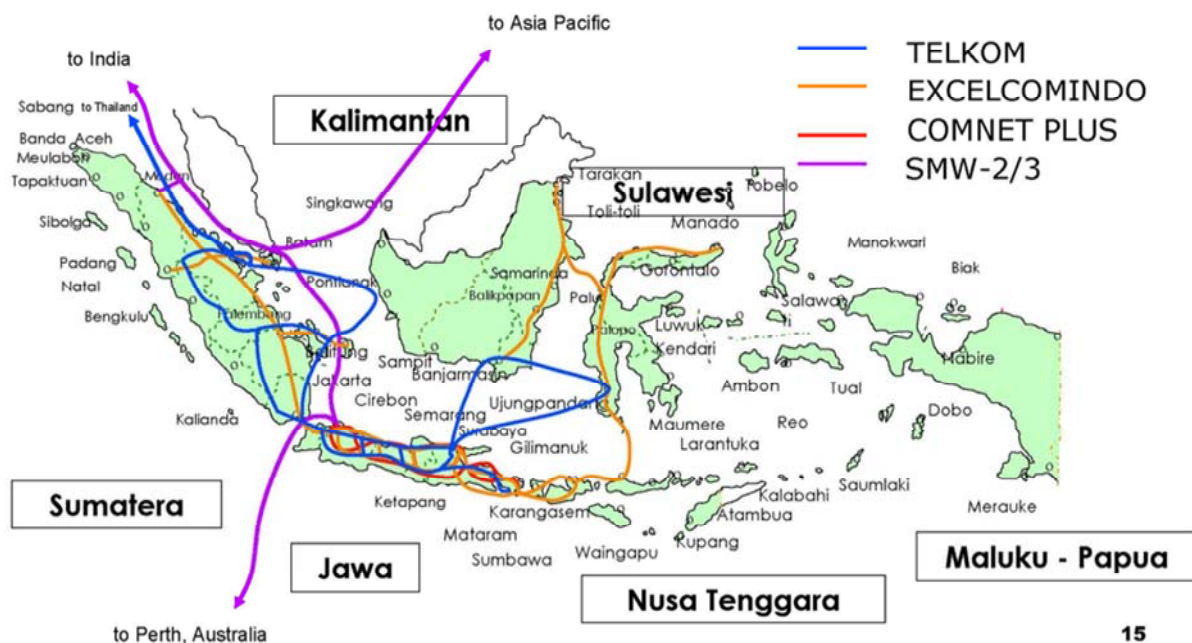 to Asia Pacific
to India
Sabang
to Thailand
Banda Aceh
Meulaboh
Tapaktuan
Medan
Sibolga
Padang
Natal
Bengkulu
Kalianda
Batam
Singkawang
Pontianak
Palembang
Belitung
Jakarta
Cirebon
Semarang
Surabaya
Sampit
Banjarmasin
Balikpapan
Samarinda
Tarakan
Toli-toli
Manado
Tobelo
Gorontalo
Palu
Palopo
Luwuk
Kendari
Ujungpandang
Gilimanuk
Maumere
Larantuka
Reo
Ambon
Tual
Salawa
ti
Manokwari
Biak
Nabire
Dobo
Saumlaki
Kalabahi
Atambua
Kupang
Waingapu
Sumbawa
Mataram
Karangasem
Ketapang
Merauke
Kalimantan
Sulawesi
Sumatera
Jawa
Nusa Tenggara
Maluku - Papua
to Perth, Australia
TELKOM
EXCELCOMINDO
COMNET PLUS
SMW-2/3
15